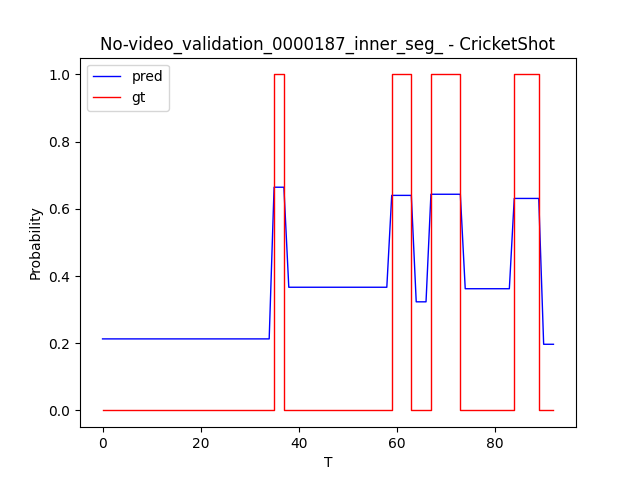 No-video_validation_0000187_inner_seg_ - CricketShot
pred
gt
1.0
0.8
0.6
0.4
0.2
0.0
Probability
0 20 40 60 80
T